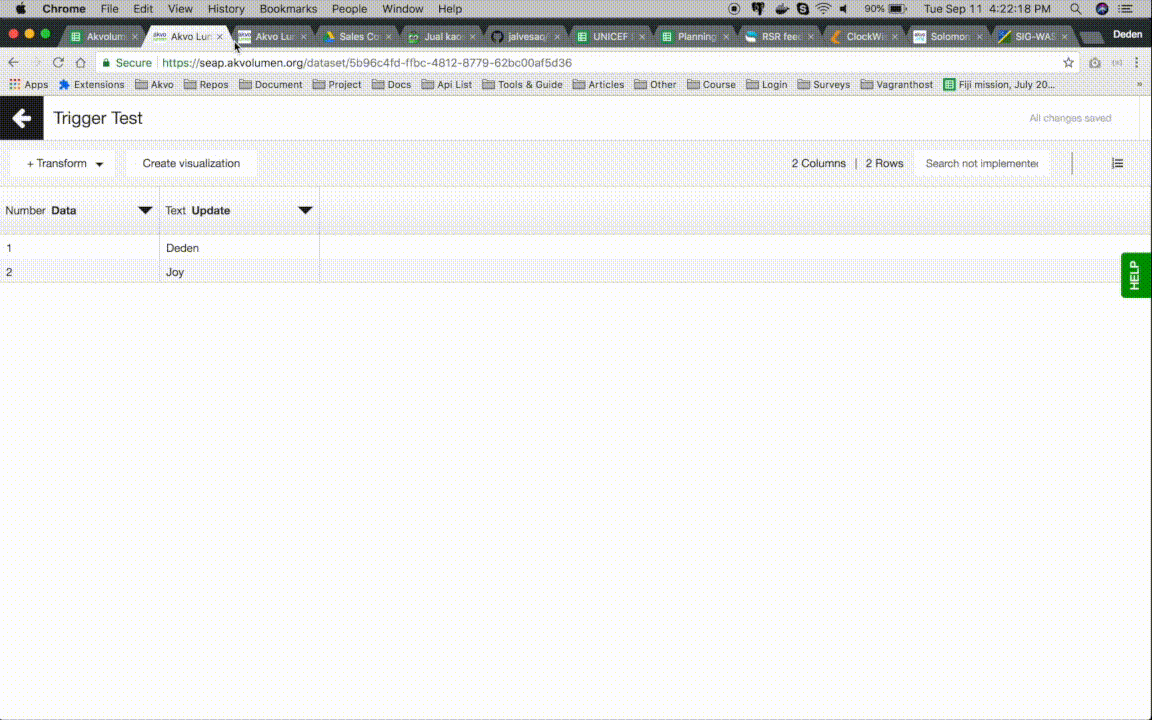 Chrome File Edit View History Bookmarks People Window Help 90% Tue Sep 11 4:22:18 PM
Akvolum Akvo Lum Akvo Lum Sales Co Jual kao jalvesaq/ UNICEF Planning RSR fee ClockWi Solomon SIG-WAS Deden
Secure https://seap.akvolumen.org/dataset/5b96c4fd-ffbc-4812-8779-62bc00af5d36
Apps Extensions Akvo Repos Document Project Docs Api List Tools & Guide Articles Other Course Login Surveys Vagranthost Fiji mission, July 20... »
Trigger Test All changes saved
+ Transform Create visualization 2 Columns | 2 Rows Search not implemente
Number Data Text Update
1 Deden
2 Joy
HELP